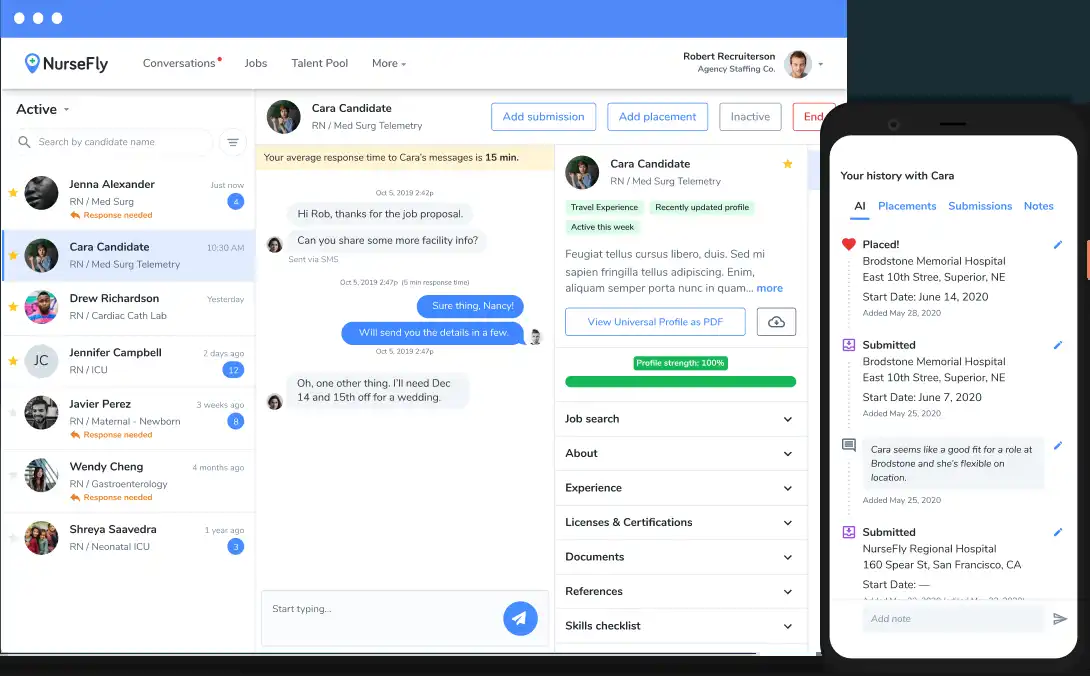 NurseFly
Conversations
Jobs
Talent Pool
More
Robert Recruiterson
Agency Staffing Co.
Active
Search by candidate name
Jenna Alexander
Just now
RN / Med Surg
4
Response needed
Cara Candidate
10:30 AM
RN / Med Surg Telemetry
Drew Richardson
Yesterday
RN / Cardiac Cath Lab
JC
Jennifer Campbell
2 days ago
RN / ICU
12
Javier Perez
3 weeks ago
RN / Maternal - Newborn
8
Response needed
Wendy Cheng
4 months ago
RN / Gastroenterology
Response needed
Shreya Saavedra
1 year ago
RN / Neonatal ICU
3
Cara Candidate
RN / Med Surg Telemetry
Add submission
Add placement
Inactive
End
Your average response time to Cara's messages is 15 min.
Oct 5, 2019 2:42p
Hi Rob, thanks for the job proposal.
Can you share some more facility info?
Sent via SMS
Oct 5, 2019 2:47p (5 min response time)
Sure thing, Nancy!
Will send you the details in a few.
Oct 5, 2019 2:47p
Oh, one other thing. I'll need Dec
14 and 15th off for a wedding.
Start typing...
Cara Candidate
RN / Med Surg Telemetry
Travel Experience
Recently updated profile
Active this week
Feugiat tellus cursus libero, duis. Sed mi
sapien fringilla tellus adipiscing. Enim,
aliquam semper porta nunc in quam... more
View Universal Profile as PDF
Profile strength: 100%
Job search
About
Experience
Licenses & Certifications
Documents
References
Skills checklist
Your history with Cara
Al
Placements
Submissions
Notes
Placed!
Brodstone Memorial Hospital
East 10th Stree, Superior, NE
Start Date: June 14, 2020
Added May 28, 2020
Submitted
Brodstone Memorial Hospital
East 10th Stree, Superior, NE
Start Date: June 7, 2020
Added May 25, 2020
Cara seems like a good fit for a role at
Brodstone and she's flexible on
location.
Added May 25, 2020
Submitted
NurseFly Regional Hospital
160 Spear St, San Francisco, CA
Start Date: —
Add note